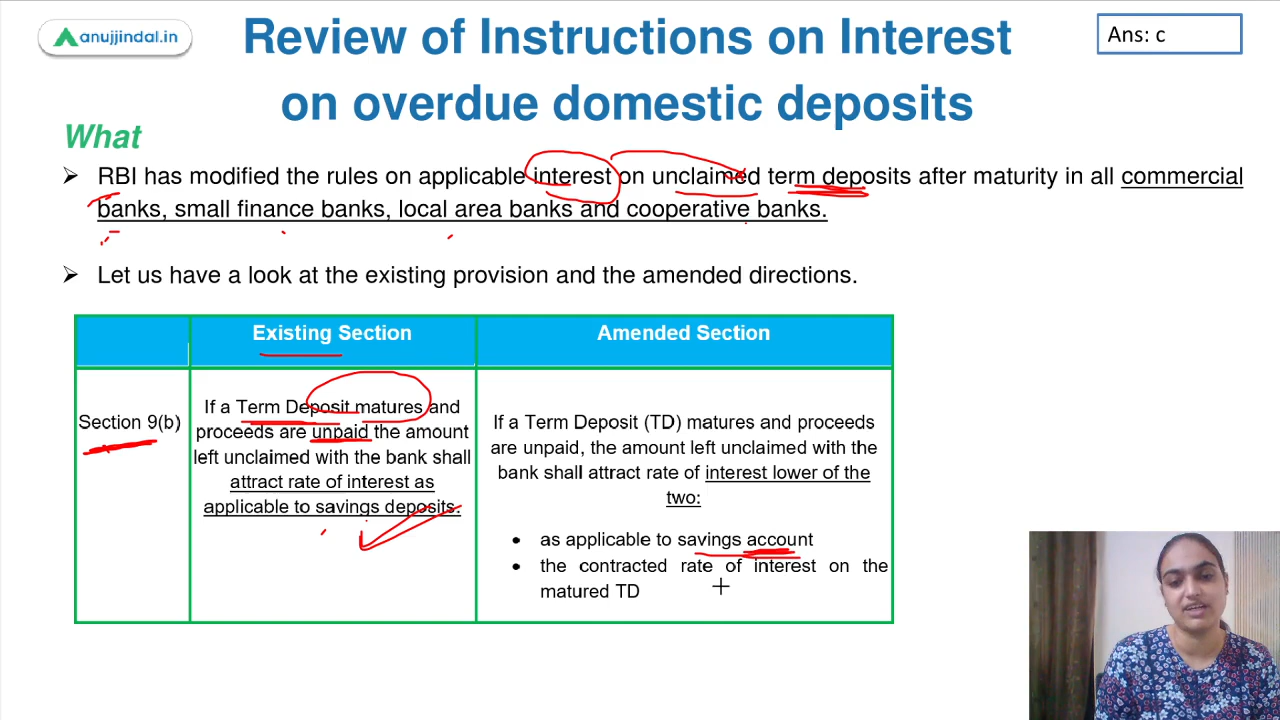 anujjindal.in
Review of Instructions on Interest
on overdue domestic deposits
Ans: c
What
➤ RBI has modified the rules on applicable interest on unclaimed term deposits after maturity in all commercial
banks, small finance banks, local area banks and cooperative banks.
➤ Let us have a look at the existing provision and the amended directions.
Existing Section
Amended Section
Section 9(b)
If a Term Deposit matures and
proceeds are unpaid the amount
left unclaimed with the bank shall
attract rate of interest as
applicable to savings deposits.
If a Term Deposit (TD) matures and proceeds
are unpaid, the amount left unclaimed with the
bank shall attract rate of interest lower of the
two:
• as applicable to savings account
• the contracted rate of interest on the
matured TD